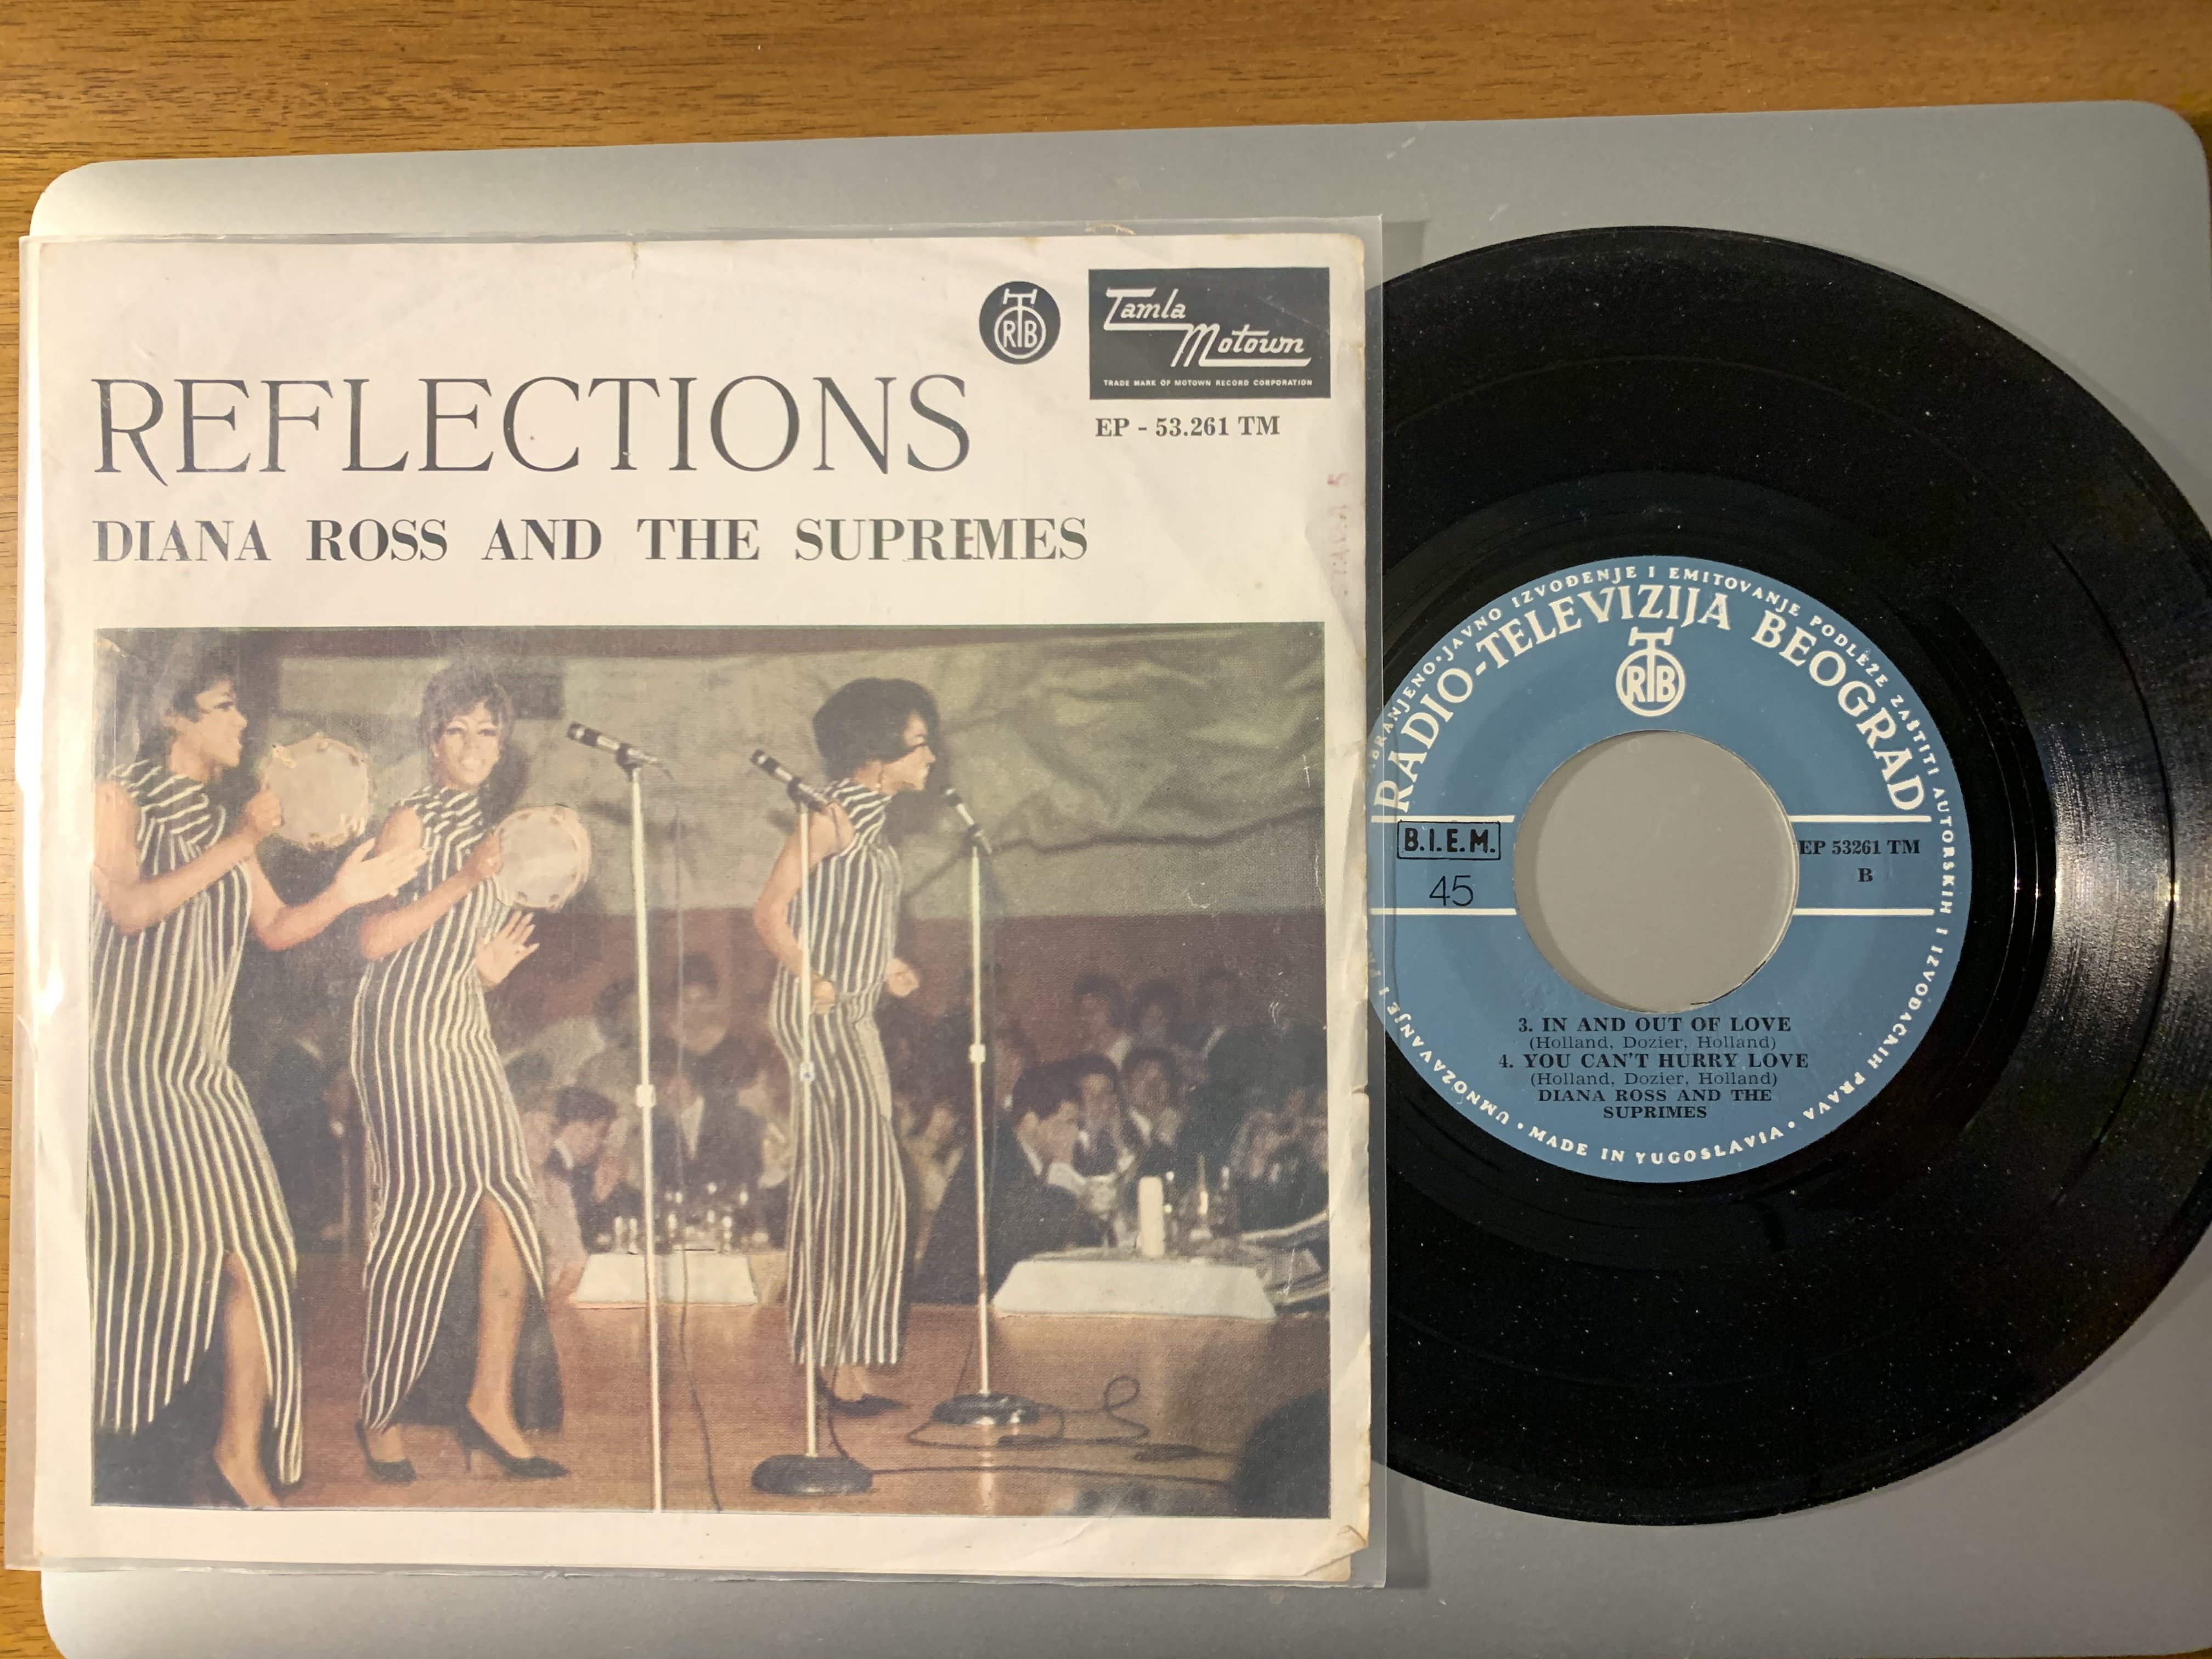 RTB
Tamla
Motown
TRADE MARK OF MOTOWN RECORD CORPORATION
EP - 53.261 TM
REFLECTIONS
DIANA ROSS AND THE SUPREMES
BRANJENO • JAVNO IZVOĐENJE I EMITOVANJE PODLEŽE ZAŠTITI AUTORSKIH I IZVOĐAČKIH PRAVA • MADE IN YUGOSLAVIA • UMNOŽAVANJE I
RADIO-TELEVIZIJA BEOGRAD
RTB
B.I.E.M.
45
EP 53261 TM
B
3. IN AND OUT OF LOVE
(Holland, Dozier, Holland)
4. YOU CAN'T HURRY LOVE
(Holland, Dozier, Holland)
DIANA ROSS AND THE
SUPRIMES